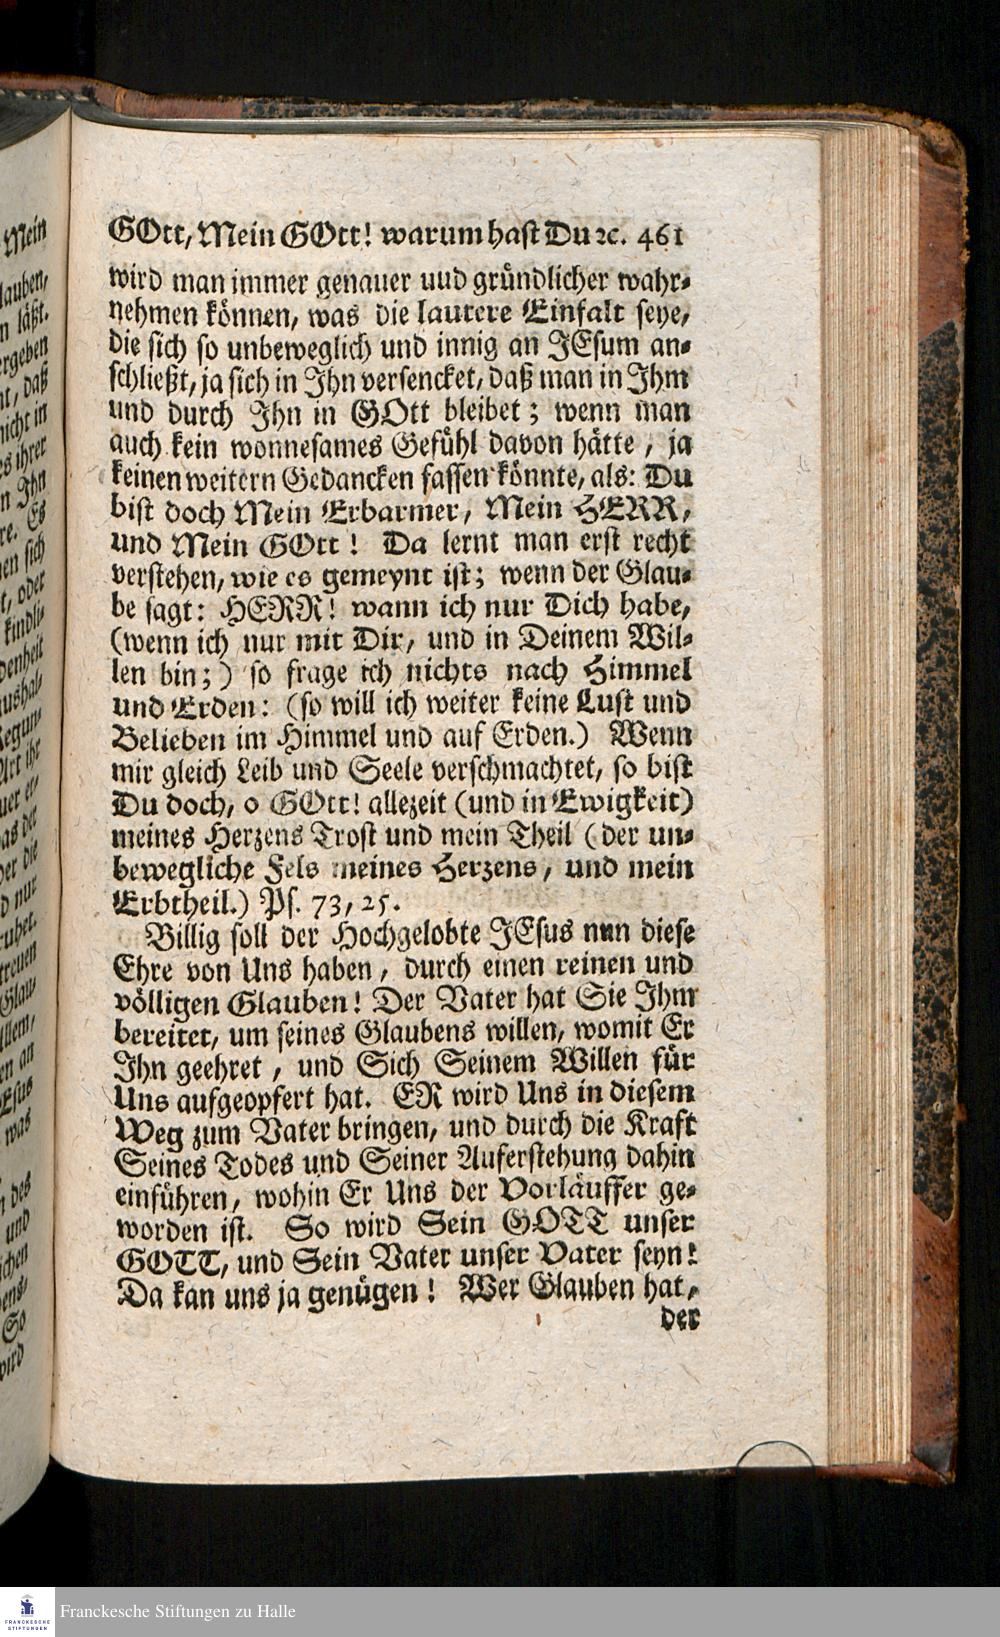 GOtt, Mein GOtt! warum hast Du ꝛc. 461
wird man immer genauer uud gründlicher wahr-
nehmen können, was die lautere Einfalt seye,
die sich so unbeweglich und innig an JEsum an-
schließt, ja sich in Jhn versencket, daß man in Jhm
und durch Jhn in GOtt bleibet; wenn man
auch kein wonnesames Gefühl davon hätte, ja
keinen weitern Gedancken fassen könnte, als: Du
bist doch Mein Erbarmer, Mein HERR,
und Mein GOtt! Da lernt man erst recht
verstehen, wie es gemeynt ist; wenn der Glau-
be sagt: HERR! wann ich nur Dich habe,
(wenn ich nur mit Dir, und in Deinem Wil-
len bin;) so frage ich nichts nach Himmel
und Erden: (so will ich weiter keine Lust und
Belieben im Himmel und auf Erden.) Wenn
mir gleich Leib und Seele verschmachtet, so bist
Du doch, o GOtt! allezeit (und in Ewigkeit)
meines Herzens Trost und mein Theil (der un-
bewegliche Fels meines Herzens, und mein
Erbtheil.) Ps. 73, 25.
Billig soll der Hochgelobte JEsus nun diese
Ehre von Uns haben, durch einen reinen und
völligen Glauben! Der Vater hat Sie Jhm
bereitet, um seines Glaubens willen, womit Er
Jhn geehret, und Sich Seinem Willen für
Uns aufgeopfert hat. ER wird Uns in diesem
Weg zum Vater bringen, und durch die Kraft
Seines Todes und Seiner Auferstehung dahin
einführen, wohin Er Uns der Vorläuffer ge-
worden ist. So wird Sein GOTT unser
GOTT, und Sein Vater unser Vater seyn!
Da kan uns ja genügen! Wer Glauben hat,
der
FRANCKESCHE
STIFTUNGEN
Franckesche Stiftungen zu Halle